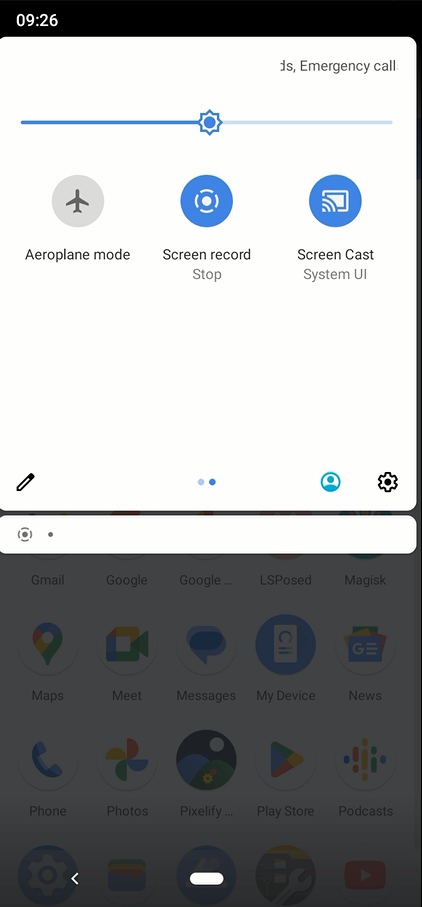 09:26
ds, Emergency call
Aeroplane mode
Screen record
Screen Cast
Stop
System UI
Gmail
Google
Google ...
LSPosed
Magisk
GE
Maps
Meet
Messages
My Device
News
Phone
Photos
Pixelify ...
Play Store
Podcasts